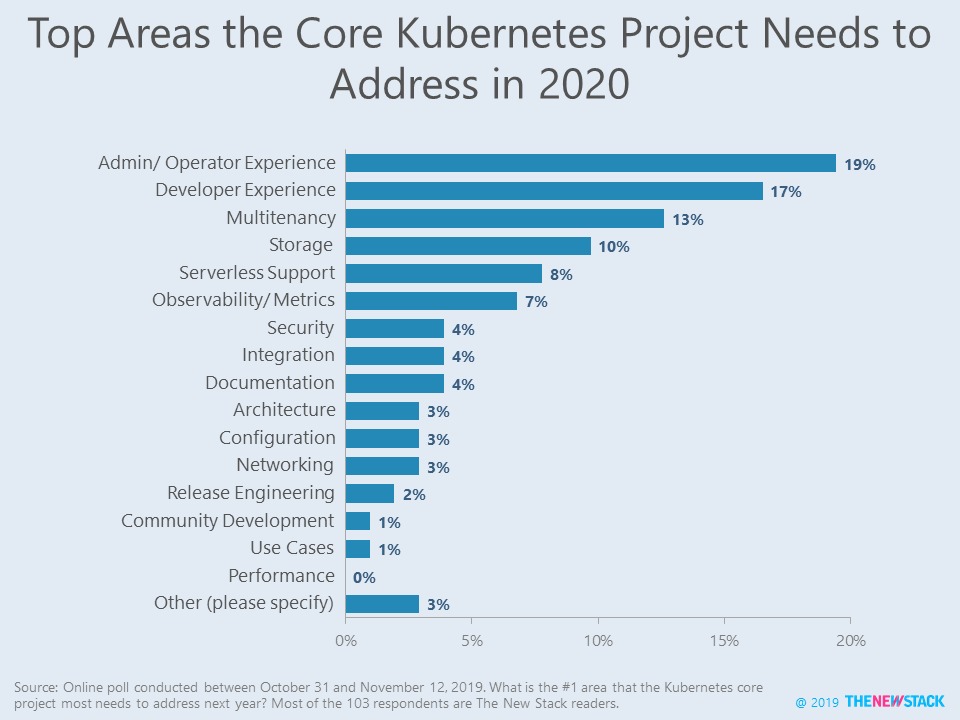 Top Areas the Core Kubernetes Project Needs to
Address in 2020
Admin/ Operator Experience 19%
Developer Experience 17%
Multitenancy 13%
Storage 10%
Serverless Support 8%
Observability/ Metrics 7%
Security 4%
Integration 4%
Documentation 4%
Architecture 3%
Configuration 3%
Networking 3%
Release Engineering 2%
Community Development 1%
Use Cases 1%
Performance 0%
Other (please specify) 3%
0% 5% 10% 15% 20%
Source: Online poll conducted between October 31 and November 12, 2019. What is the #1 area that the Kubernetes core
project most needs to address next year? Most of the 103 respondents are The New Stack readers.
@ 2019 THENEWSTACK